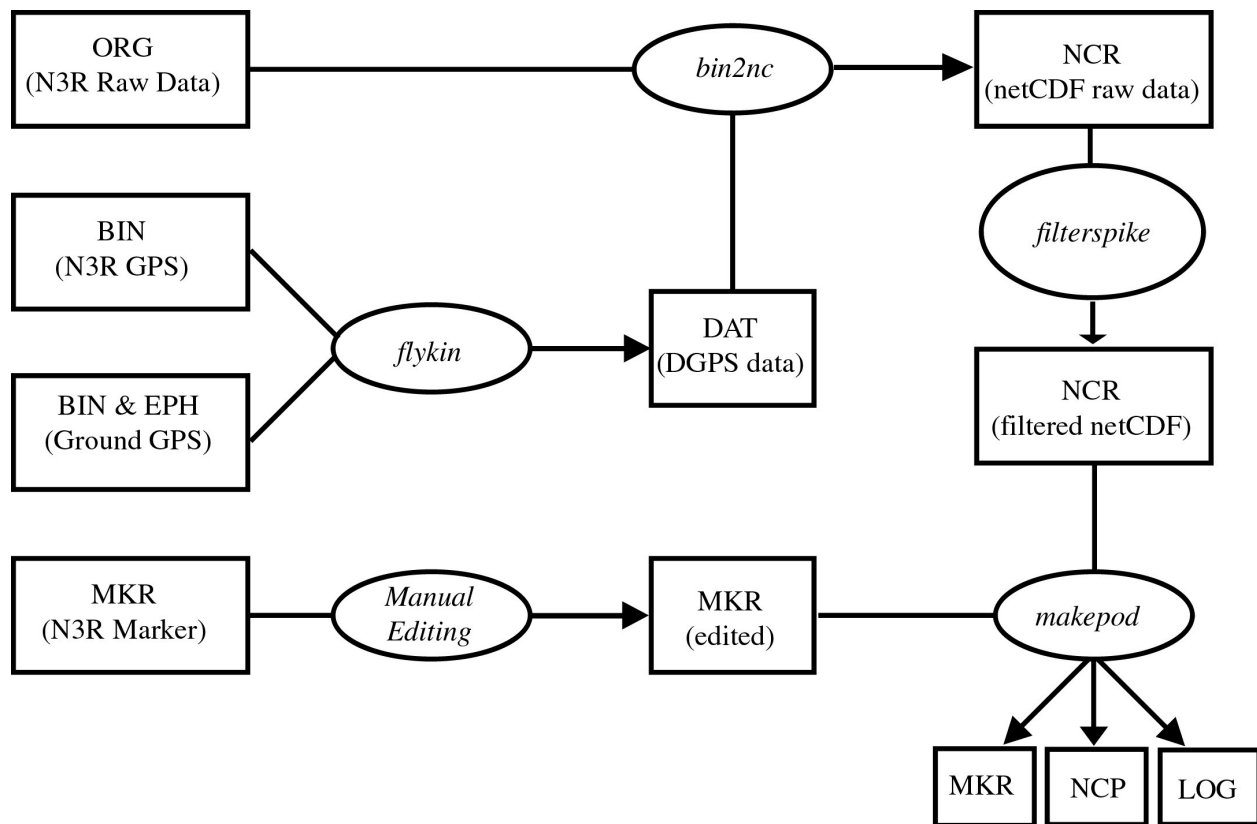 ORG
(N3R Raw Data)
bin2nc
NCR
(netCDF raw data)
BIN
(N3R GPS)
filterspike
flykin
DAT
(DGPS data)
BIN & EPH
(Ground GPS)
NCR
(filtered netCDF)
MKR
(N3R Marker)
Manual
Editing
MKR
(edited)
makepod
MKR
NCP
LOG